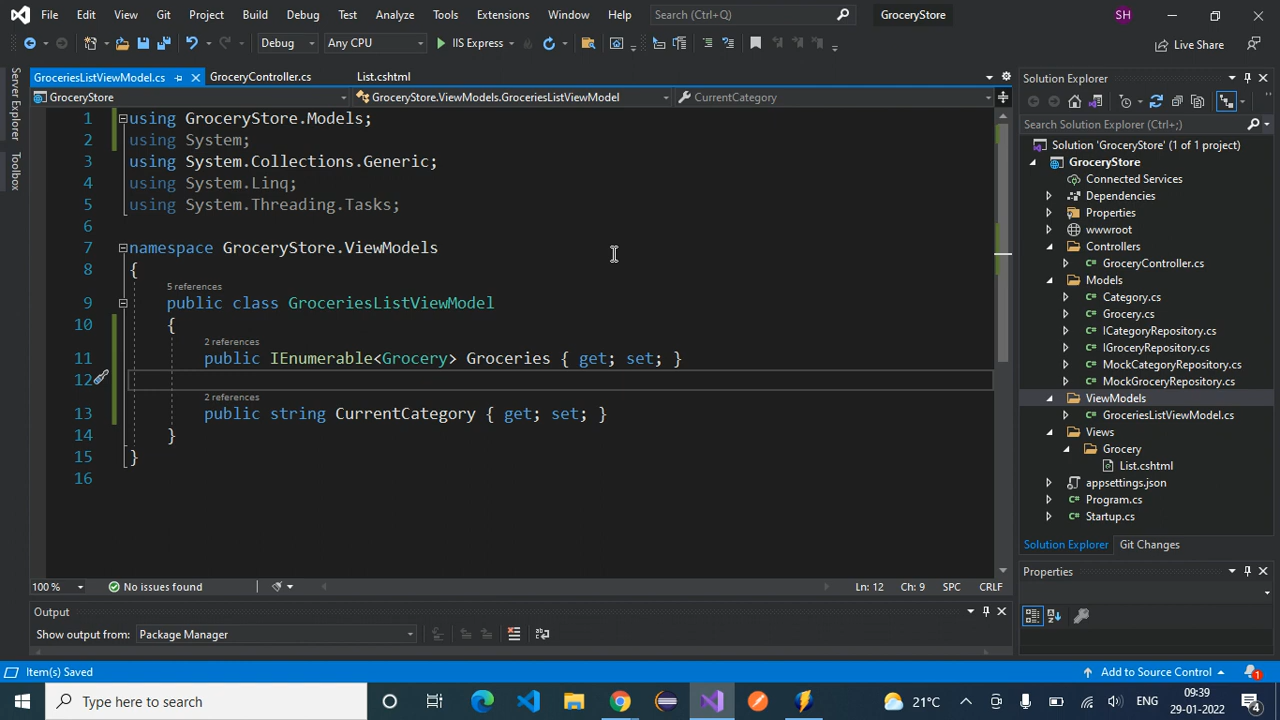 File Edit View Git Project Build Debug Test Analyze Tools Extensions Window Help Search (Ctrl+Q) GroceryStore SH
Debug Any CPU IIS Express Live Share
Server Explorer
Toolbox
GroceriesListViewModel.cs GroceryController.cs List.cshtml
GroceryStore GroceryStore.ViewModels.GroceriesListViewModel CurrentCategory
1 using GroceryStore.Models;
2 using System;
3 using System.Collections.Generic;
4 using System.Linq;
5 using System.Threading.Tasks;
6
7 namespace GroceryStore.ViewModels
8 {
5 references
9 public class GroceriesListViewModel
10 {
2 references
11 public IEnumerable<Grocery> Groceries { get; set; }
12
2 references
13 public string CurrentCategory { get; set; }
14 }
15 }
16
100 % No issues found Ln: 12 Ch: 9 SPC CRLF
Output
Show output from: Package Manager
Solution Explorer
Search Solution Explorer (Ctrl+;)
Solution 'GroceryStore' (1 of 1 project)
GroceryStore
Connected Services
Dependencies
Properties
wwwroot
Controllers
C# GroceryController.cs
Models
C# Category.cs
C# Grocery.cs
C# ICategoryRepository.cs
C# IGroceryRepository.cs
C# MockCategoryRepository.cs
C# MockGroceryRepository.cs
ViewModels
C# GroceriesListViewModel.cs
Views
Grocery
List.cshtml
appsettings.json
C# Program.cs
C# Startup.cs
Solution Explorer Git Changes
Properties
Item(s) Saved Add to Source Control 1
Type here to search 21°C ENG 09:39 29-01-2022 4